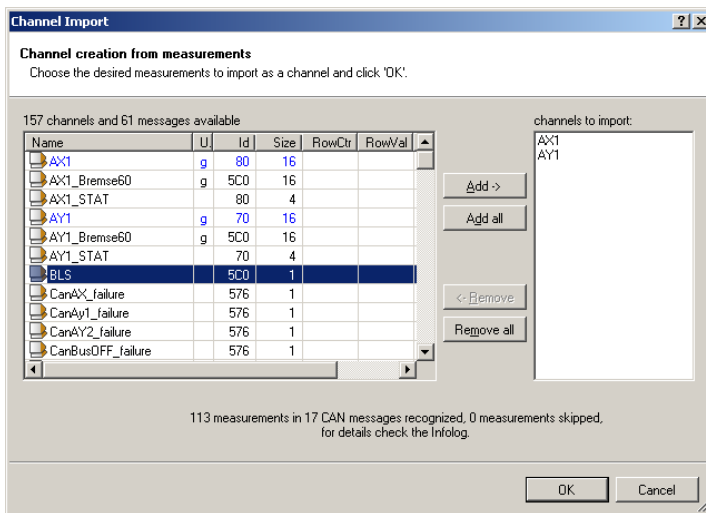 Channel Import
Channel creation from measurements
Choose the desired measurements to import as a channel and click 'OK'.
157 channels and 61 messages available
channels to import:
Name U. Id Size RowCtr RowVal
AX1 g 80 16
AX1_Bremse60 g 5C0 16
AX1_STAT 80 4
AY1 g 70 16
AY1_Bremse60 g 5C0 16
AY1_STAT 70 4
BLS 5C0 1
CanAX_failure 576 1
CanAy1_failure 576 1
CanAY2_failure 576 1
CanBusOFF_failure 576 1
Add ->
Add all
<- Remove
Remove all
AX1
AY1
113 measurements in 17 CAN messages recognized, 0 measurements skipped,
for details check the Infolog.
OK
Cancel